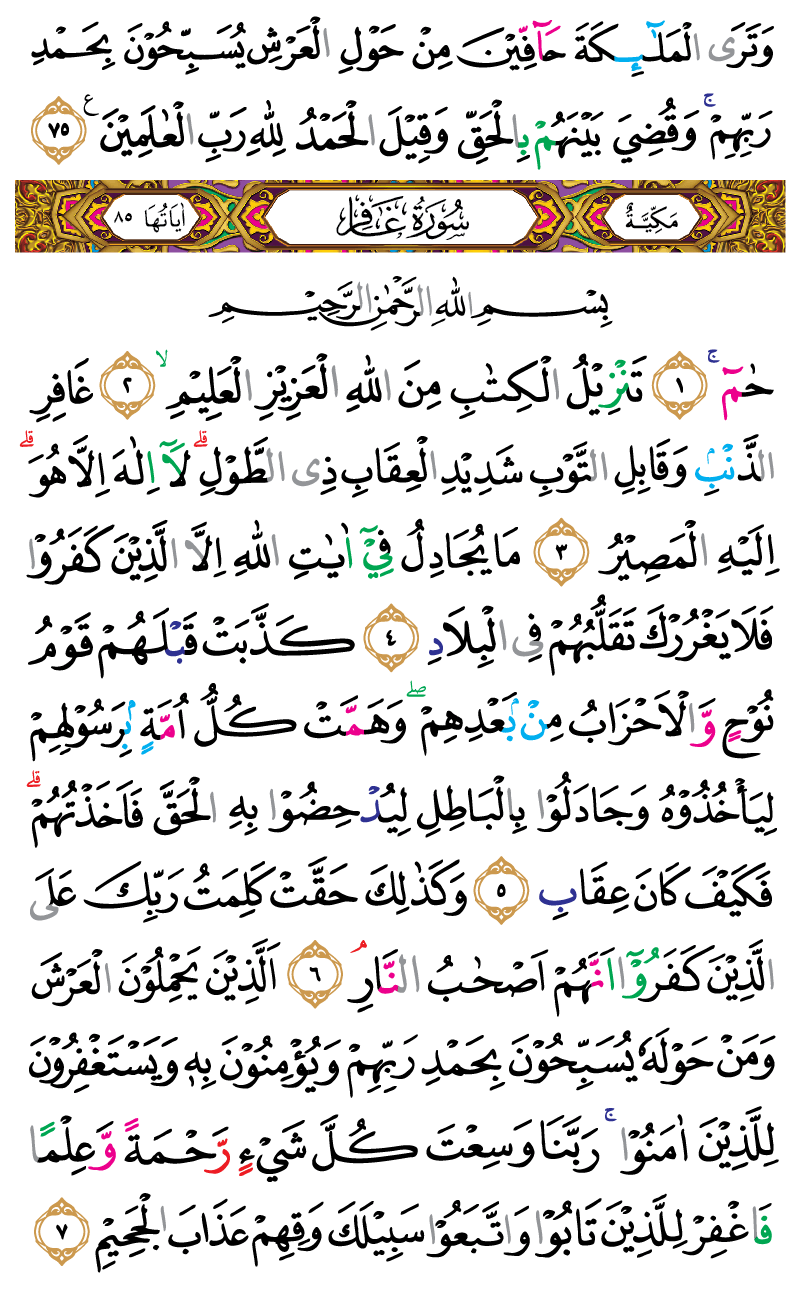 وَتَرَى الْمَلٰٓئِكَةَ حَآفِّيْنَ مِنْ حَوْلِ الْعَرْشِ يُسَبِّحُوْنَ بِحَمْدِ
رَبِّهِمْ ۚ وَقُضِيَ بَيْنَهُمْ بِالْحَقِّ وَقِيْلَ الْحَمْدُ لِلّٰهِ رَبِّ الْعٰلَمِيْنَ ࣖ ٧٥
مَكِّيَّةٌ سُوْرَةُ غَافِر اٰيَاتُهَا ٨٥
بِسْمِ اللّٰهِ الرَّحْمٰنِ الرَّحِيْمِ
حٰمۤ ۚ ١ تَنْزِيْلُ الْكِتٰبِ مِنَ اللّٰهِ الْعَزِيْزِ الْعَلِيْمِ ۙ ٢ غَافِرِ
الذَّنْۢبِ وَقَابِلِ التَّوْبِ شَدِيْدِ الْعِقَابِ ذِى الطَّوْلِ ۗ لَآ اِلٰهَ اِلَّا هُوَ ۗ
اِلَيْهِ الْمَصِيْرُ ٣ مَا يُجَادِلُ فِيْٓ اٰيٰتِ اللّٰهِ اِلَّا الَّذِيْنَ كَفَرُوْا
فَلَا يَغْرُرْكَ تَقَلُّبُهُمْ فِى الْبِلَادِ ٤ كَذَّبَتْ قَبْلَهُمْ قَوْمُ
نُوْحٍ وَّالْاَحْزَابُ مِنْۢ بَعْدِهِمْ ۖ وَهَمَّتْ كُلُّ اُمَّةٍۢ بِرَسُوْلِهِمْ
لِيَأْخُذُوْهُ وَجَادَلُوْا بِالْبَاطِلِ لِيُدْحِضُوْا بِهِ الْحَقَّ فَاَخَذْتُهُمْ ۗ
فَكَيْفَ كَانَ عِقَابِ ٥ وَكَذٰلِكَ حَقَّتْ كَلِمَتُ رَبِّكَ عَلَى
الَّذِيْنَ كَفَرُوْٓا اَنَّهُمْ اَصْحٰبُ النَّارِ ۘ ٦ اَلَّذِيْنَ يَحْمِلُوْنَ الْعَرْشَ
وَمَنْ حَوْلَهٗ يُسَبِّحُوْنَ بِحَمْدِ رَبِّهِمْ وَيُؤْمِنُوْنَ بِهٖ وَيَسْتَغْفِرُوْنَ
لِلَّذِيْنَ اٰمَنُوْا ۚ رَبَّنَا وَسِعْتَ كُلَّ شَيْءٍ رَّحْمَةً وَّعِلْمًا
فَاغْفِرْ لِلَّذِيْنَ تَابُوْا وَاتَّبَعُوْا سَبِيْلَكَ وَقِهِمْ عَذَابَ الْجَحِيْمِ ٧